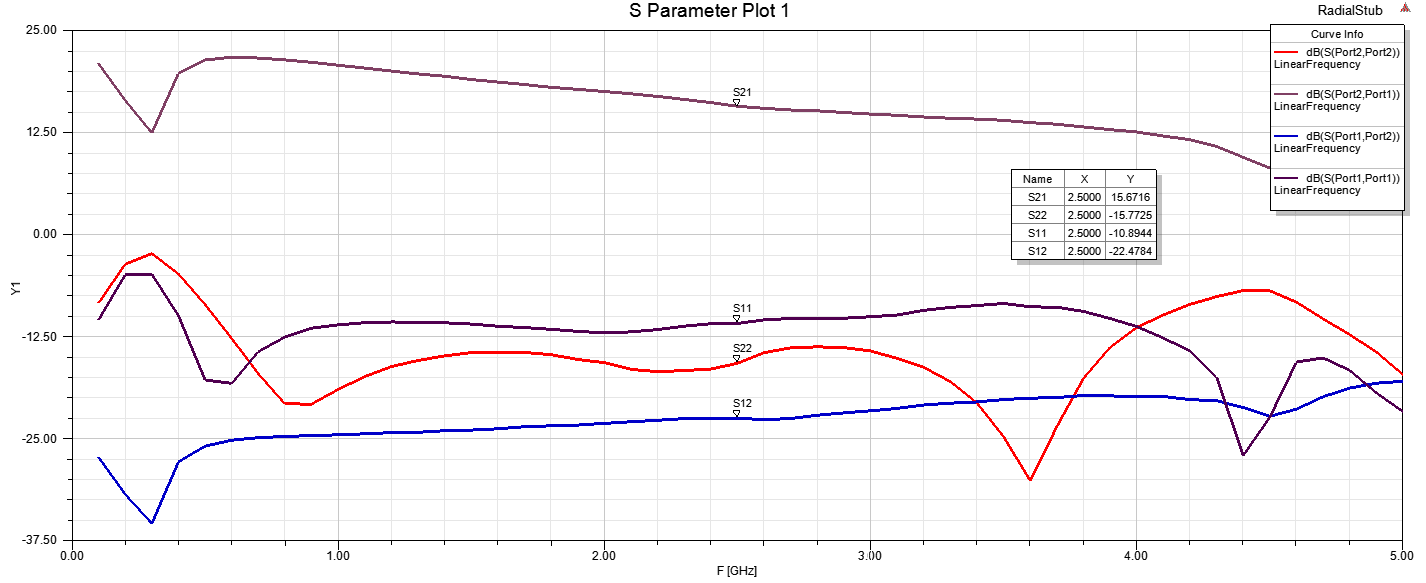 S Parameter Plot 1
RadialStub
Curve Info
dB(S(Port2,Port2))
LinearFrequency
dB(S(Port2,Port1))
LinearFrequency
dB(S(Port1,Port2))
LinearFrequency
dB(S(Port1,Port1))
LinearFrequency
25.00
12.50
0.00
-12.50
-25.00
-37.50
Y1
S21
S11
S22
S12
Name X Y
S21 2.5000 15.6716
S22 2.5000 -15.7725
S11 2.5000 -10.8944
S12 2.5000 -22.4784
0.00 1.00 2.00 3.00 4.00 5.00
F [GHz]